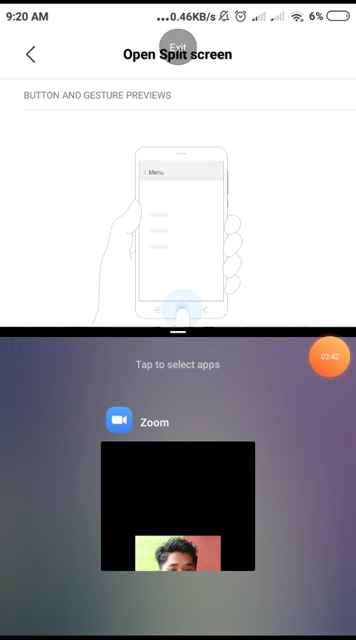 9:20 AM ...0.46KB/s 6%
Exit
Open Split screen
BUTTON AND GESTURE PREVIEWS
< Menu
Tap to select apps
03:42
Zoom